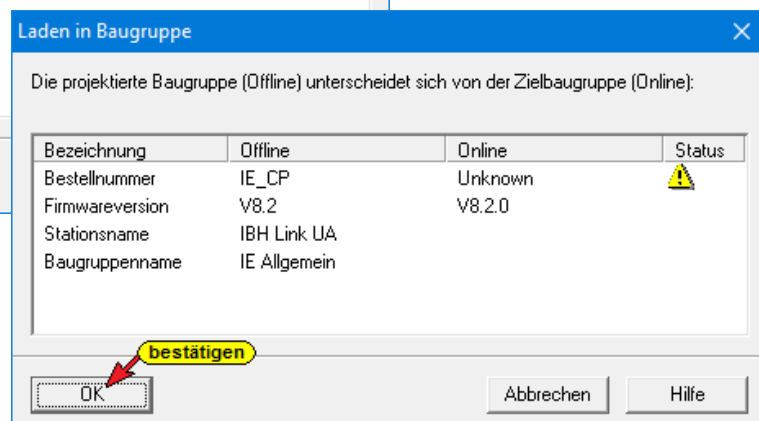 Laden in Baugruppe
Die projektierte Baugruppe (Offline) unterscheidet sich von der Zielbaugruppe (Online):
Bezeichnung Offline Online Status
Bestellnummer IE_CP Unknown
Firmwareversion V8.2 V8.2.0
Stationsname IBH Link UA
Baugruppenname IE Allgemein
bestätigen
OK Abbrechen Hilfe